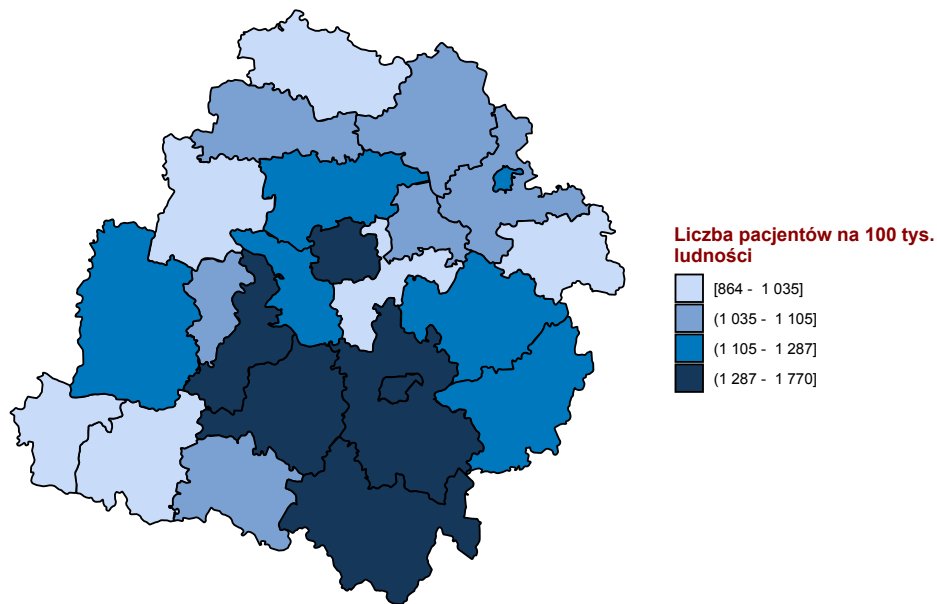 Liczba pacjentów na 100 tys.
ludności
[864 - 1 035]
(1 035 - 1 105]
(1 105 - 1 287]
(1 287 - 1 770]